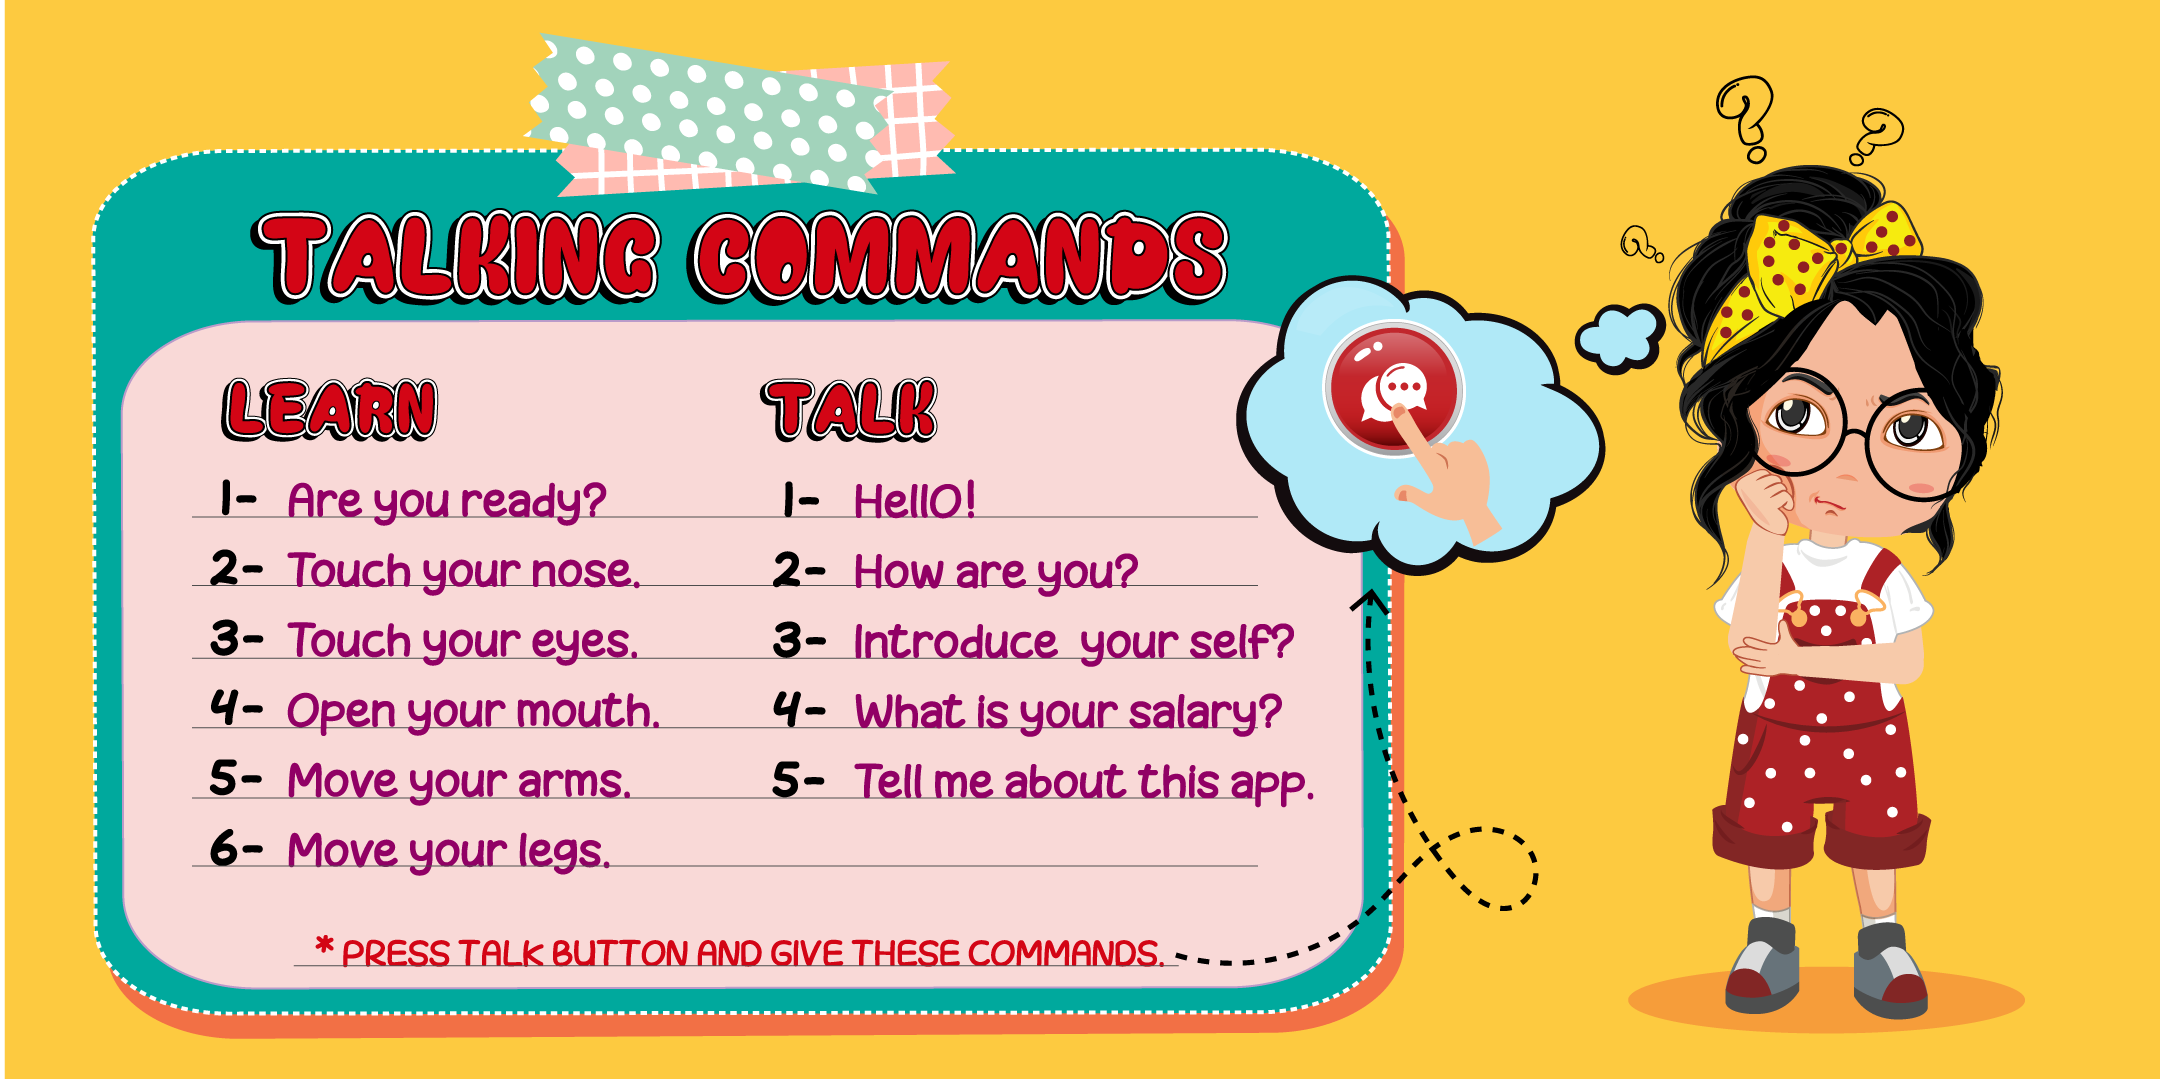 TALKING COMMANDS
LEARN
1- Are you ready?
2- Touch your nose.
3- Touch your eyes.
4- Open your mouth.
5- Move your arms.
6- Move your legs.
TALK
1- HellO!
2- How are you?
3- Introduce your self?
4- What is your salary?
5- Tell me about this app.
* PRESS TALK BUTTON AND GIVE THESE COMMANDS.
? ? ?